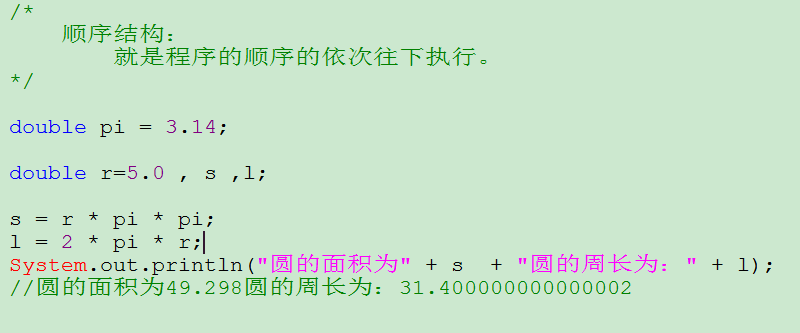 /*
顺序结构：
就是程序的顺序的依次往下执行。
*/
double pi = 3.14;
double r=5.0 , s ,l;
s = r * pi * pi;
l = 2 * pi * r;
System.out.println("圆的面积为" + s  + "圆的周长为：" + l);
//圆的面积为49.298圆的周长为：31.400000000000002